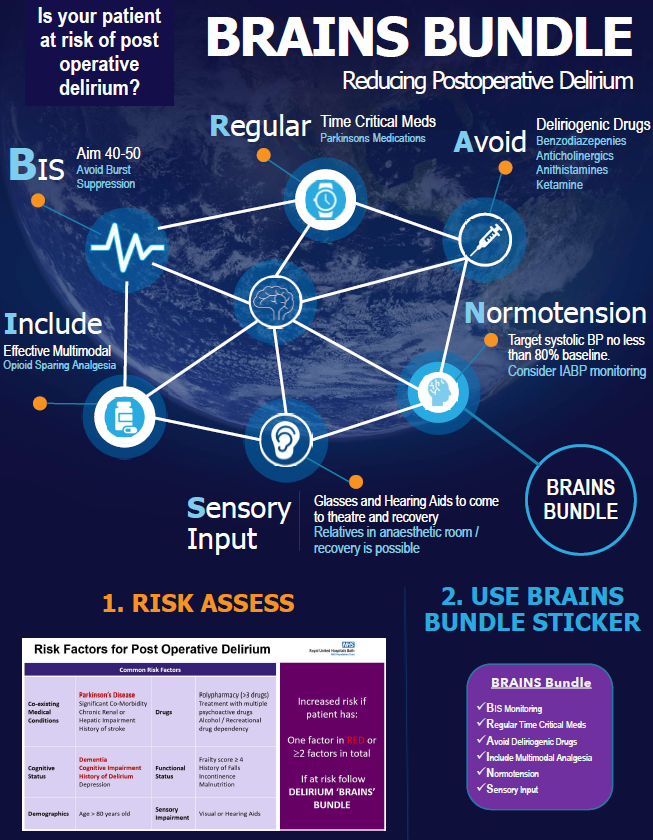 Is your patient
at risk of post
operative
delirium?
BRAINS BUNDLE
Reducing Postoperative Delirium
BIS
Aim 40-50
Avoid Burst
Suppression
Regular
Time Critical Meds
Parkinsons Medications
Avoid
Deliriogenic Drugs
Benzodiazepenies
Anticholinergics
Anithistamines
Ketamine
Include
Effective Multimodal
Opioid Sparing Analgesia
Normotension
Target systolic BP no less
than 80% baseline.
Consider IABP monitoring
Sensory
Input
Glasses and Hearing Aids to come
to theatre and recovery
Relatives in anaesthetic room /
recovery is possible
BRAINS
BUNDLE
1. RISK ASSESS
Risk Factors for Post Operative Delirium
NHS
Royal United Hospitals Bath
NHS Foundation Trust
Common Risk Factors
Co-existing
Medical
Conditions
Parkinson's Disease
Significant Co-Morbidity
Chronic Renal or
Hepatic Impairment
History of stroke
Drugs
Polypharmacy (>3 drugs)
Treatment with multiple
psychoactive drugs
Alcohol / Recreational
drug dependency
Cognitive
Status
Dementia
Cognitive Impairment
History of Delirium
Depression
Functional
Status
Frailty score ≥ 4
History of Falls
Incontinence
Malnutrition
Demographics
Age > 80 years old
Sensory
Impairment
Visual or Hearing Aids
Increased risk if
patient has:
One factor in RED or
≥2 factors in total
If at risk follow
DELIRIUM 'BRAINS'
BUNDLE
2. USE BRAINS
BUNDLE STICKER
BRAINS Bundle
✓BIS Monitoring
✓Regular Time Critical Meds
✓Avoid Deliriogenic Drugs
✓Include Multimodal Analgesia
✓Normotension
✓Sensory Input